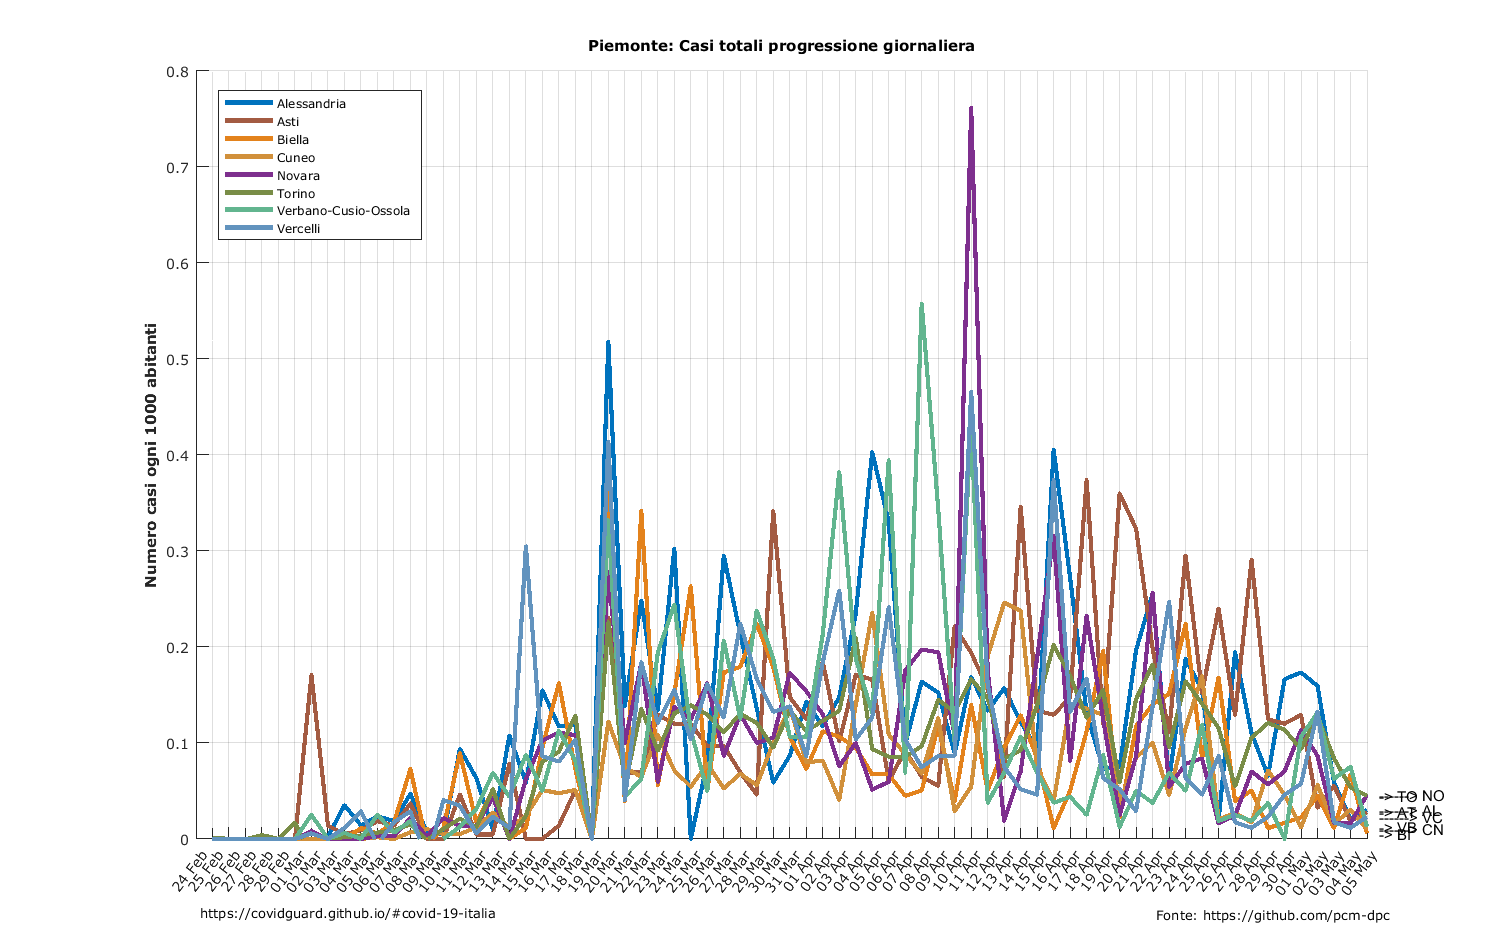 Piemonte: Casi totali progressione giornaliera
Numero casi ogni 1000 abitanti
0.8
0.7
0.6
0.5
0.4
0.3
0.2
0.1
0
Alessandria
Asti
Biella
Cuneo
Novara
Torino
Verbano-Cusio-Ossola
Vercelli
-> TO
NO
AL
VC
-> VB
CN
-> BI
24 Feb
25 Feb
26 Feb
27 Feb
28 Feb
29 Feb
01 Mar
02 Mar
03 Mar
04 Mar
05 Mar
06 Mar
07 Mar
08 Mar
09 Mar
10 Mar
11 Mar
12 Mar
13 Mar
14 Mar
15 Mar
16 Mar
17 Mar
18 Mar
19 Mar
20 Mar
21 Mar
22 Mar
23 Mar
24 Mar
25 Mar
26 Mar
27 Mar
28 Mar
29 Mar
30 Mar
31 Mar
01 Apr
02 Apr
03 Apr
04 Apr
05 Apr
06 Apr
07 Apr
08 Apr
09 Apr
10 Apr
11 Apr
12 Apr
13 Apr
14 Apr
15 Apr
16 Apr
17 Apr
18 Apr
19 Apr
20 Apr
21 Apr
22 Apr
23 Apr
24 Apr
25 Apr
26 Apr
27 Apr
28 Apr
29 Apr
30 Apr
01 May
02 May
03 May
04 May
05 May
https://covidguard.github.io/#covid-19-italia
Fonte: https://github.com/pcm-dpc